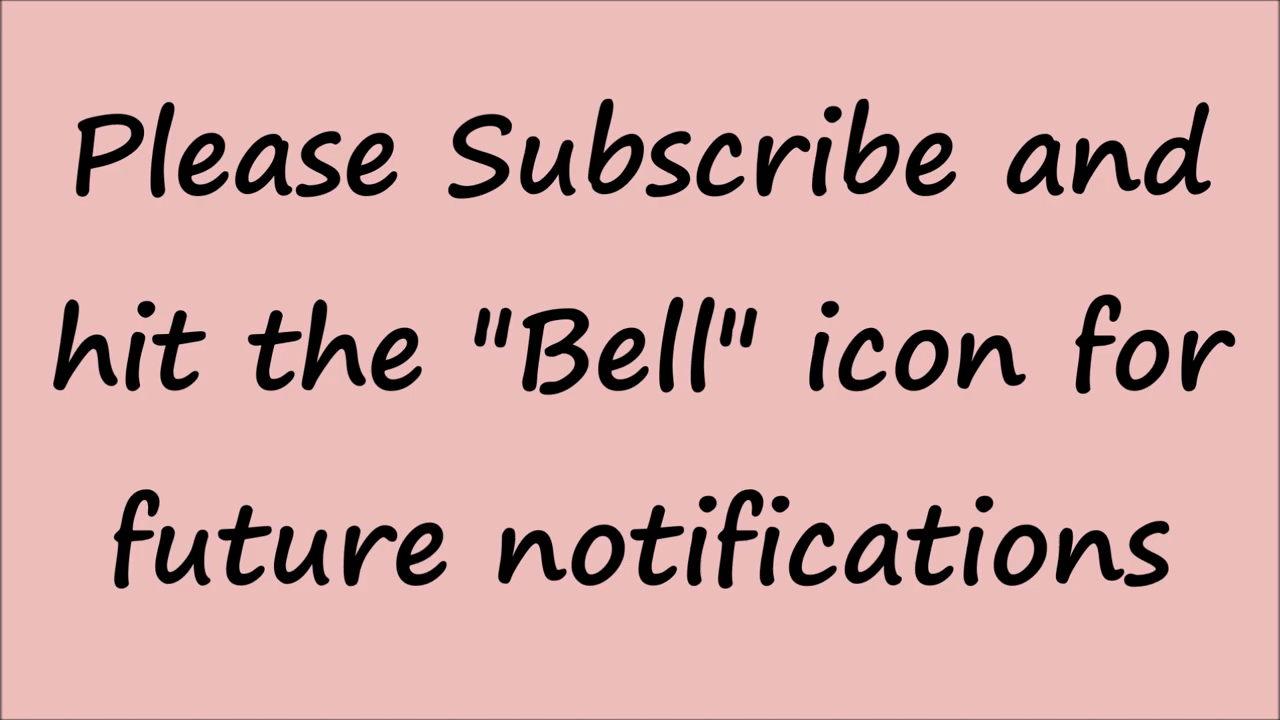 Please Subscribe and
hit the "Bell" icon for
future notifications